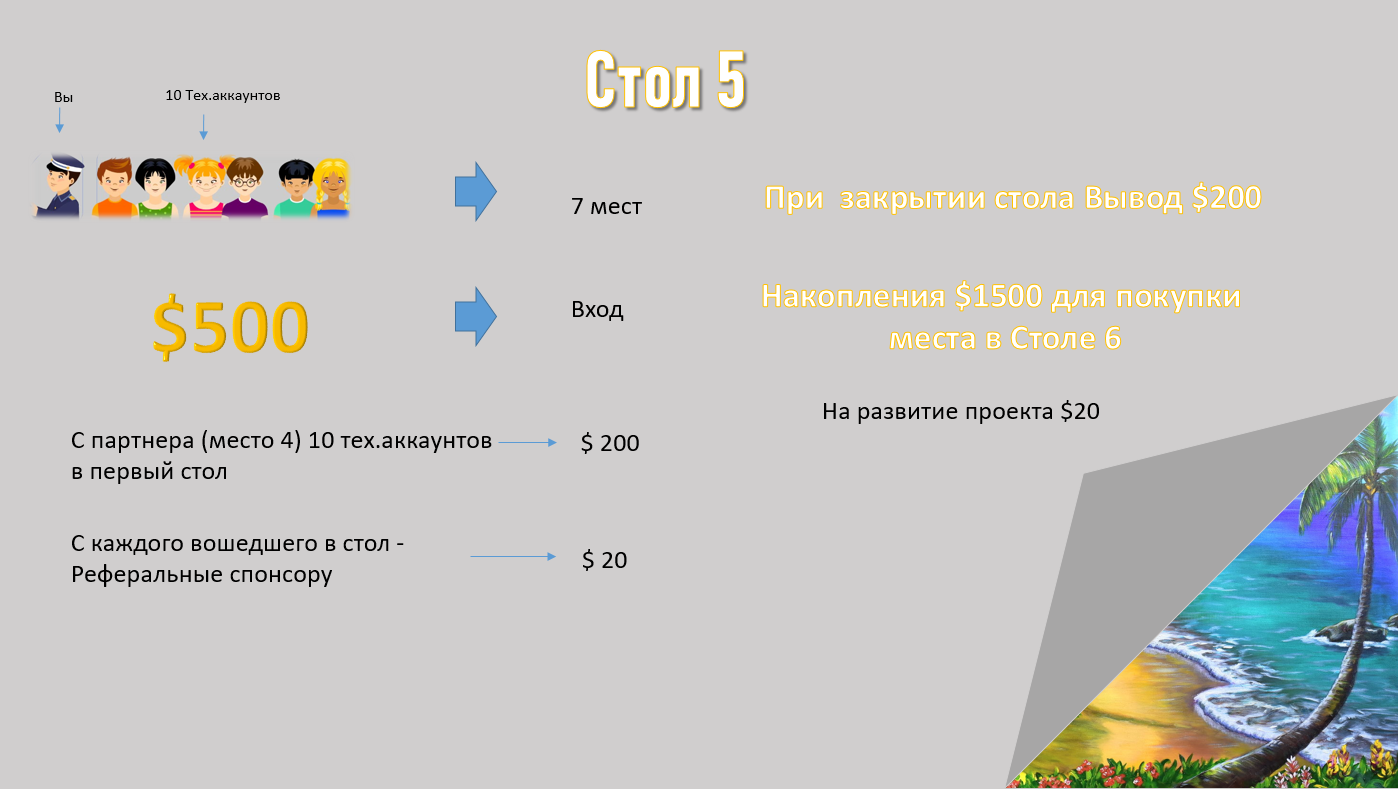 Стол 5
Вы
10 Тех.аккаунтов
7 мест
При закрытии стола Вывод $200
$500
Вход
Накопления $1500 для покупки
места в Столе 6
На развитие проекта $20
С партнера (место 4) 10 тех.аккаунтов
в первый стол
$ 200
С каждого вошедшего в стол -
Реферальные спонсору
$ 20